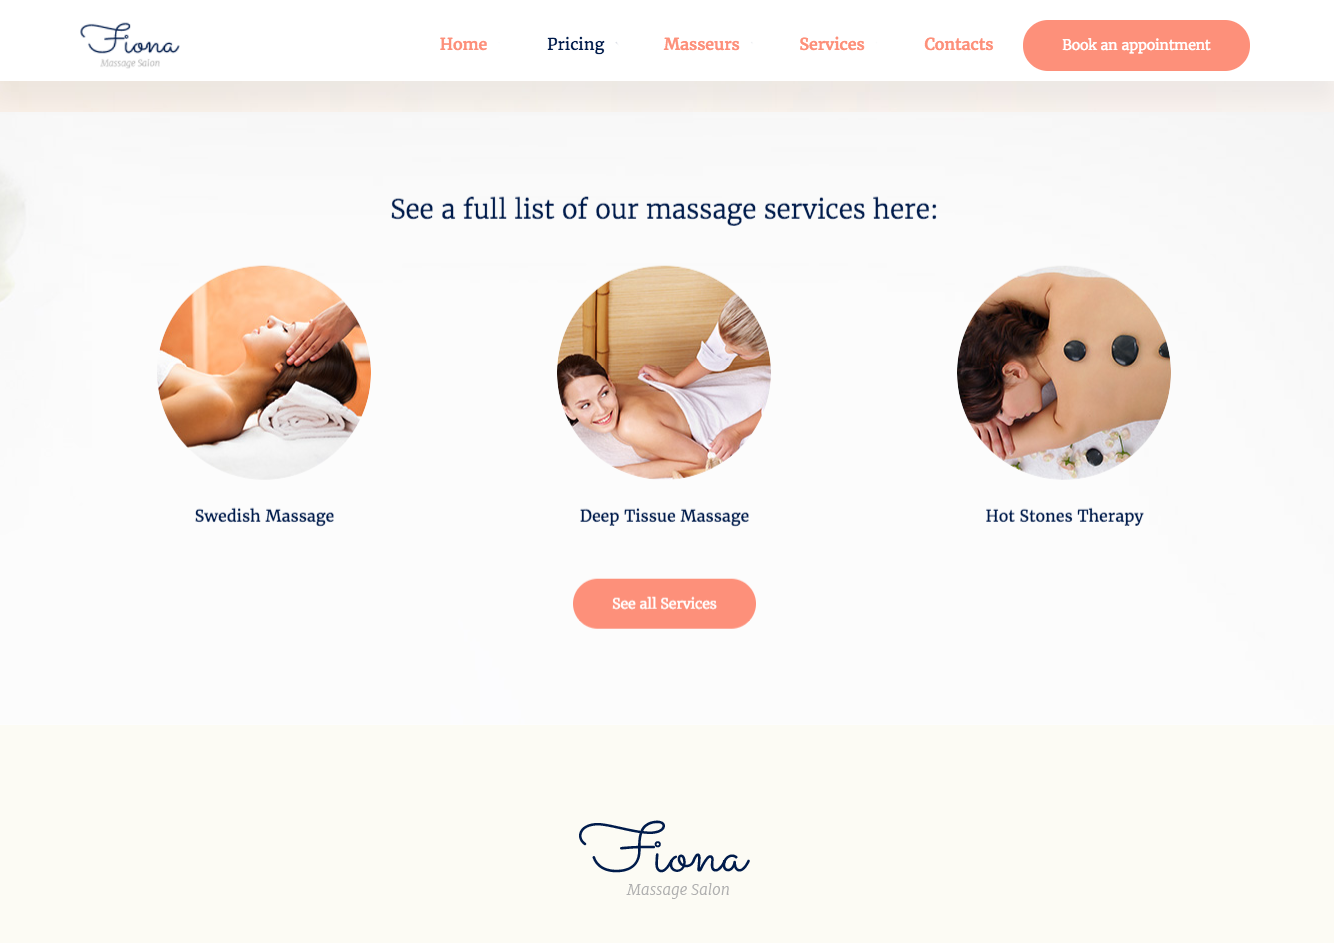 Fiona
Massage Salon
Home
Pricing
Masseurs
Services
Contacts
Book an appointment
See a full list of our massage services here:
Swedish Massage
Deep Tissue Massage
Hot Stones Therapy
See all Services
Fiona
Massage Salon